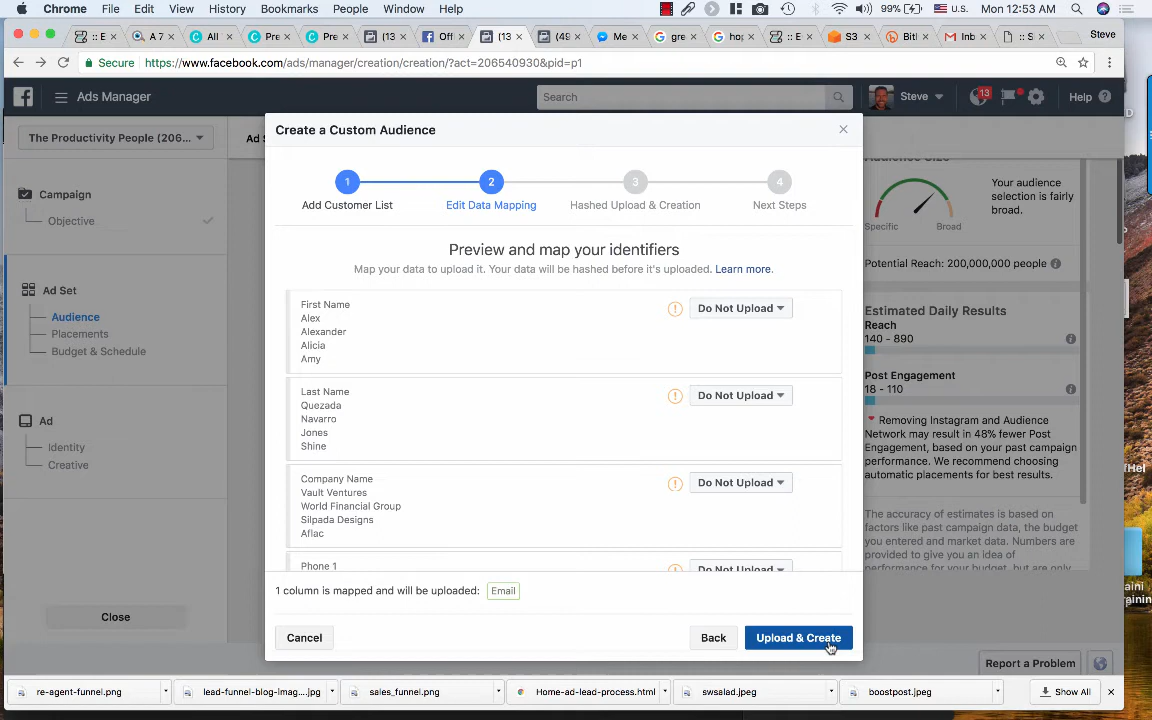 Chrome File Edit View History Bookmarks People Window Help 99% U.S. Mon 12:53 AM
:: E A 7 All Pre Pre (13 Off (13 (49 Me gre hop :: E S3 Bitl Inb :: S Steve
Secure https://www.facebook.com/ads/manager/creation/creation/?act=206540930&pid=p1
Ads Manager Search Steve 13 Help
The Productivity People (206... Ad S
Campaign
Objective
Ad Set
Audience
Placements
Budget & Schedule
Ad
Identity
Creative
Close
Create a Custom Audience
1 2 3 4
Add Customer List Edit Data Mapping Hashed Upload & Creation Next Steps
Preview and map your identifiers
Map your data to upload it. Your data will be hashed before it's uploaded. Learn more.
First Name Do Not Upload
Alex
Alexander
Alicia
Amy
Last Name Do Not Upload
Quezada
Navarro
Jones
Shine
Company Name Do Not Upload
Vault Ventures
World Financial Group
Silpada Designs
Aflac
Phone 1 Do Not Upload
1 column is mapped and will be uploaded: Email
Cancel Back Upload & Create
Audience Size
Your audience
selection is fairly
broad.
Specific Broad
Potential Reach: 200,000,000 people
Estimated Daily Results
Reach
140 - 890
Post Engagement
18 - 110
Removing Instagram and Audience
Network may result in 48% fewer Post
Engagement, based on your past campaign
performance. We recommend choosing
automatic placements for best results.
The accuracy of estimates is based on
factors like past campaign data, the budget
you entered and market data. Numbers are
provided to give you an idea of
performance for your budget, but are only
Report a Problem
fHel
aini
raining
re-agent-funnel.png lead-funnel-blog-imag....jpg sales_funnel.png Home-ad-lead-process.html swsalad.jpeg boostpost.jpeg Show All